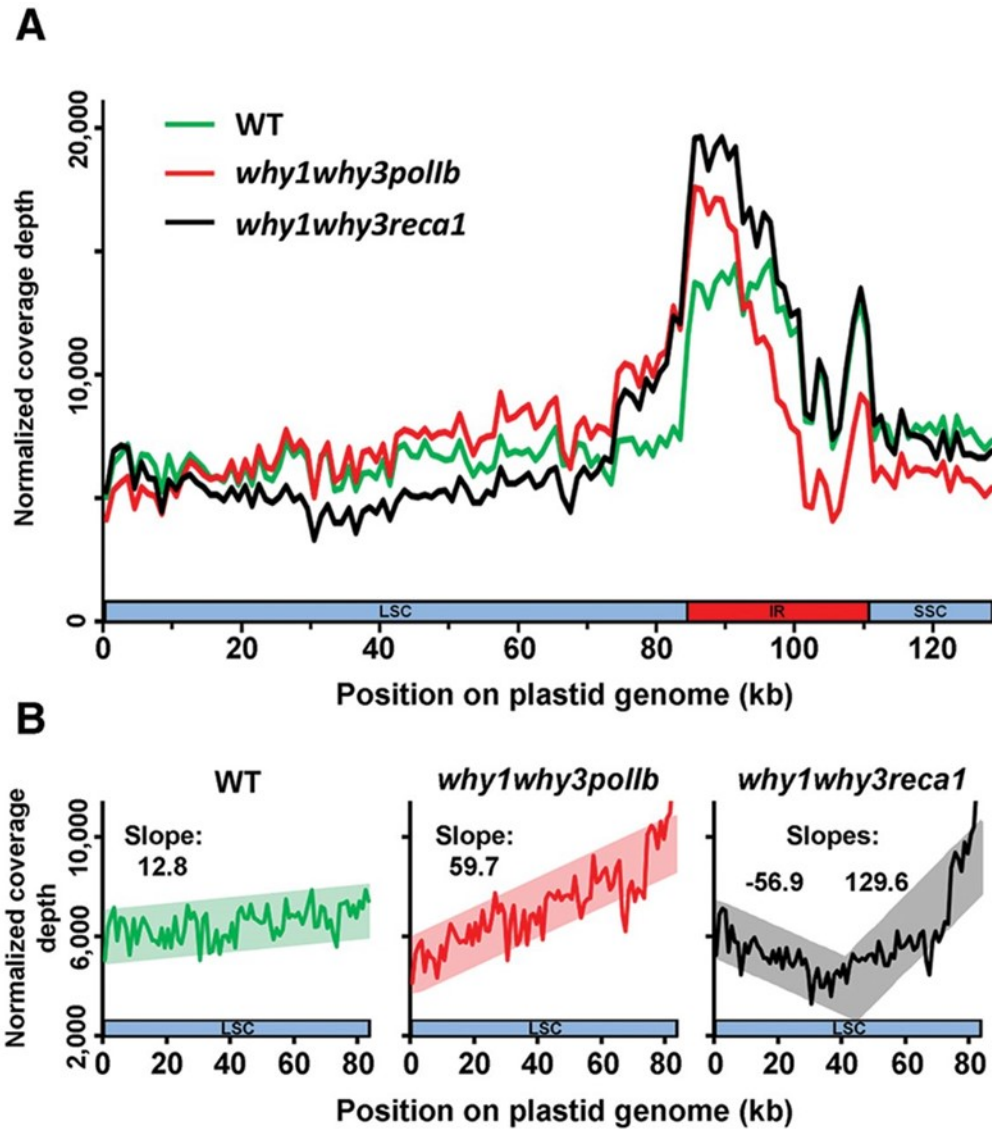 A
Normalized coverage depth
20,000
10,000
0
WT
why1why3polIb
why1why3reca1
LSC
IR
SSC
0 20 40 60 80 100 120
Position on plastid genome (kb)
B
WT
why1why3polIb
why1why3reca1
Normalized coverage
depth
10,000
6,000
2,000
Slope:
12.8
Slope:
59.7
Slopes:
-56.9 129.6
LSC
LSC
LSC
0 20 40 60 80
0 20 40 60 80
0 20 40 60 80
Position on plastid genome (kb)